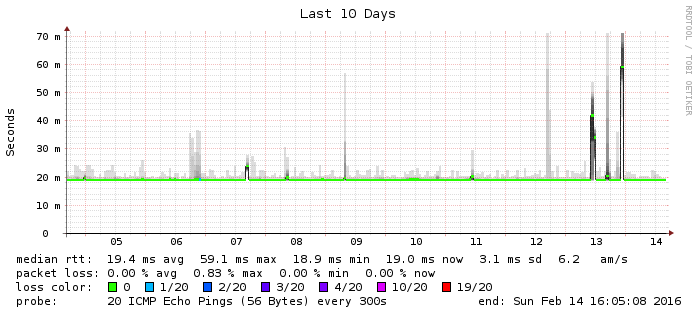 Last 10 Days
RRDTOOL / TOBI OETIKER
Seconds
70 m
60 m
50 m
40 m
30 m
20 m
10 m
0
05 06 07 08 09 10 11 12 13 14
median rtt: 19.4 ms avg 59.1 ms max 18.9 ms min 19.0 ms now 3.1 ms sd 6.2 am/s
packet loss: 0.00 % avg 0.83 % max 0.00 % min 0.00 % now
loss color: 0 1/20 2/20 3/20 4/20 10/20 19/20
probe: 20 ICMP Echo Pings (56 Bytes) every 300s end: Sun Feb 14 16:05:08 2016